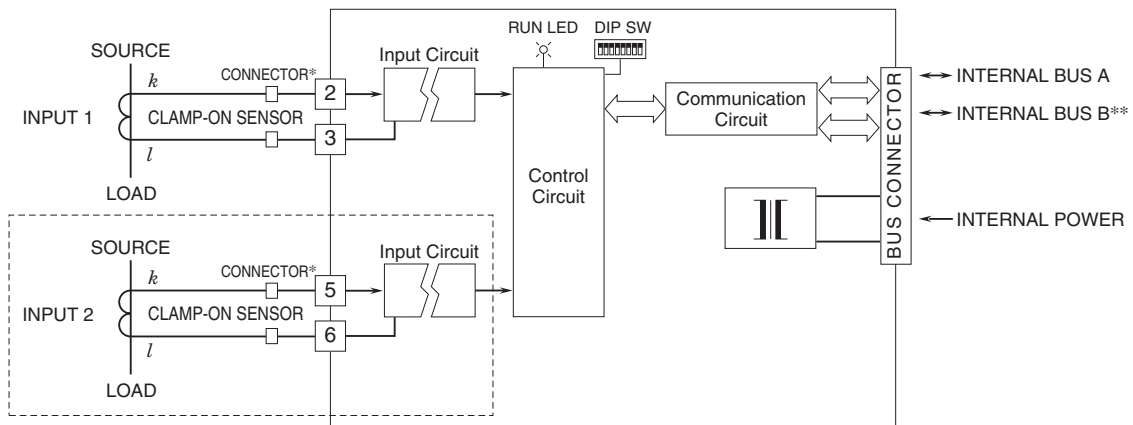 RUN LED
DIP SW
SOURCE
k
CONNECTOR*
2
Input Circuit
INPUT 1
CLAMP-ON SENSOR
3
l
LOAD
Control
Circuit
Communication
Circuit
BUS CONNECTOR
INTERNAL BUS A
INTERNAL BUS B**
INTERNAL POWER
SOURCE
k
CONNECTOR*
5
Input Circuit
INPUT 2
CLAMP-ON SENSOR
6
l
LOAD